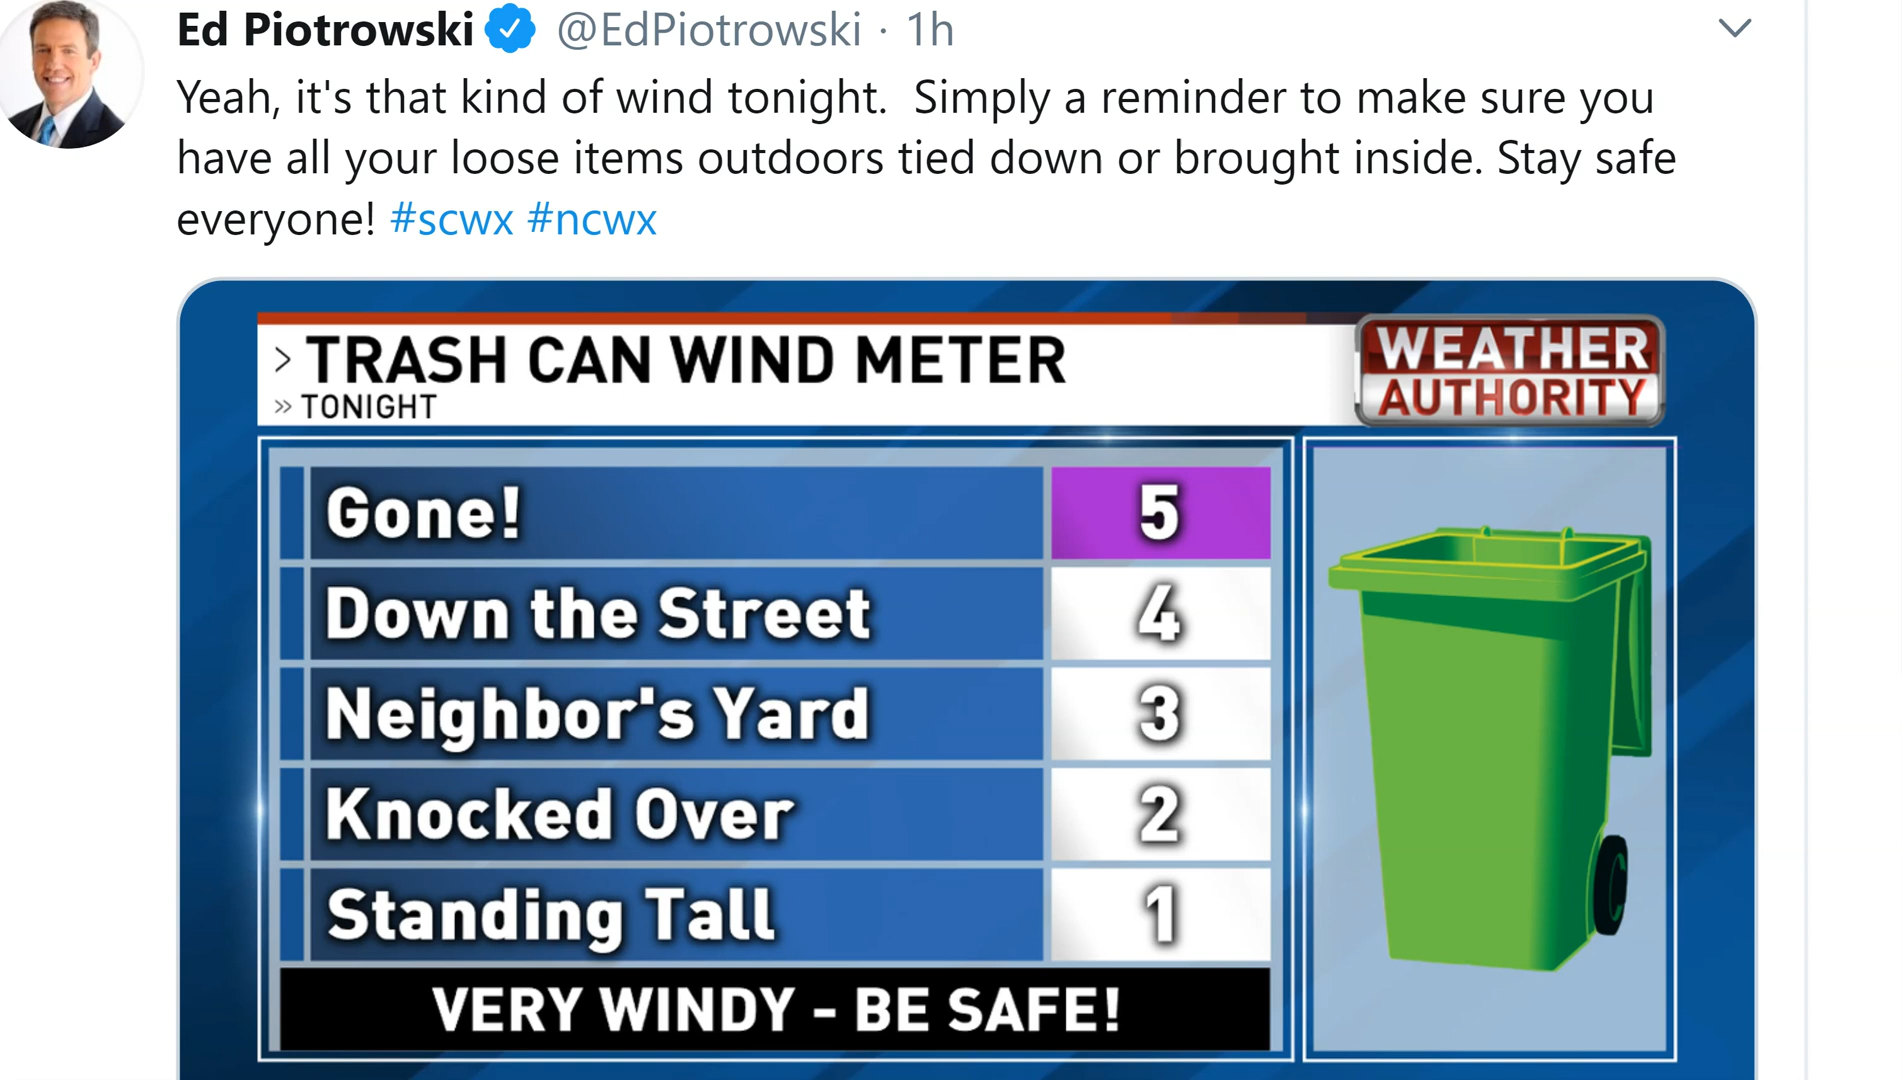 Ed Piotrowski @EdPiotrowski · 1h
Yeah, it's that kind of wind tonight.  Simply a reminder to make sure you
have all your loose items outdoors tied down or brought inside. Stay safe
everyone! #scwx #ncwx
> TRASH CAN WIND METER
» TONIGHT
WEATHER
AUTHORITY
Gone! 5
Down the Street 4
Neighbor's Yard 3
Knocked Over 2
Standing Tall 1
VERY WINDY - BE SAFE!